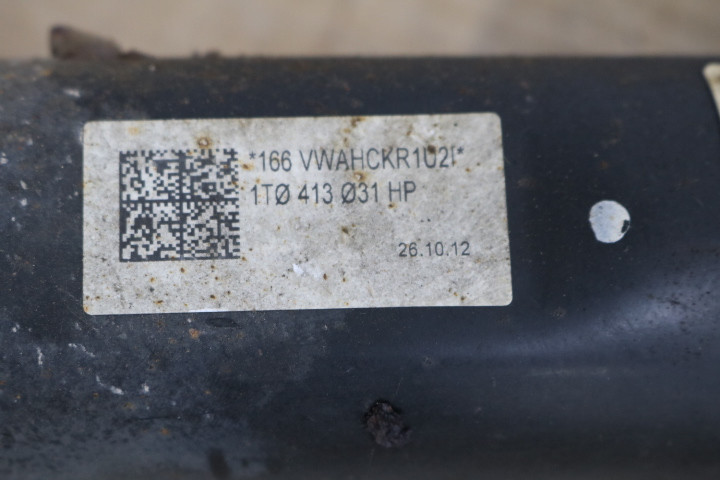 *166 VWAHCKR1U2I*
1TØ 413 Ø31 HP
26.10.12